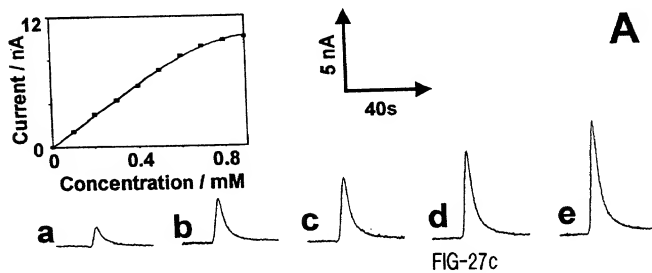 12
Current / nA
0
0 0.4 0.8
Concentration / mM
5 nA
40s
A
a b c d e
FIG-27c